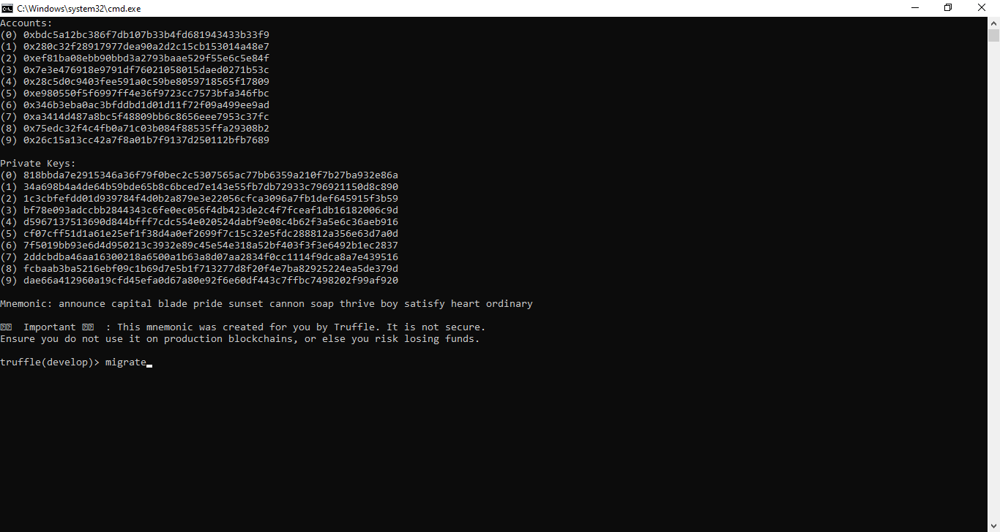 C:\Windows\system32\cmd.exe
Accounts:
(0) 0xbdc5a12bc386f7db107b33b4fd681943433b33f9
(1) 0x280c32f28917977dea90a2d2c15cb153014a48e7
(2) 0xef81ba08ebb90bbd3a2793baae529f55e6c5e84f
(3) 0x7e3e476918e9791df76021058015daed0271b53c
(4) 0x28c5d0c9403fee591a0c59be8059718565f17809
(5) 0xe980550f5f6997ff4e36f9723cc7573bfa346fbc
(6) 0x346b3eba0ac3bfddbd1d01d11f72f09a499ee9ad
(7) 0xa3414d487a8bc5f48809bb6c8656eee7953c37fc
(8) 0x75edc32f4c4fb0a71c03b084f88535ffa29308b2
(9) 0x26c15a13cc42a7f8a01b7f9137d250112bfb7689
Private Keys:
(0) 818bbda7e2915346a36f79f0bec2c5307565ac77bb6359a210f7b27ba932e86a
(1) 34a698b4a4de64b59bde65b8c6bced7e143e55fb7db72933c796921150d8c890
(2) 1c3cbfefdd01d939784f4d0b2a879e3e22056cfca3096a7fb1def645915f3b59
(3) bf78e093adccbb2844343c6fe0ec056f4db423de2c4f7fceaf1db16182006c9d
(4) d5967137513690d844bfff7cdc554e020524dabf9e08c4b62f3a5e6c36aeb916
(5) cf07cff51d1a61e25ef1f38d4a0ef2699f7c15c32e5fdc288812a356e63d7a0d
(6) 7f5019bb93e6d4d950213c3932e89c45e54e318a52bf403f3f3e6492b1ec2837
(7) 2ddcbdba46aa16300218a6500a1b63a8d07aa2834f0cc1114f9dca8a7e439516
(8) fcbaab3ba5216ebf09c1b69d7e5b1f713277d8f20f4e7ba82925224ea5de379d
(9) dae66a412960a19cfd45efa0d67a80e92f6e60df443c7ffbc7498202f99af920
Mnemonic: announce capital blade pride sunset cannon soap thrive boy satisfy heart ordinary
Important : This mnemonic was created for you by Truffle. It is not secure.
Ensure you do not use it on production blockchains, or else you risk losing funds.
truffle(develop)> migrate